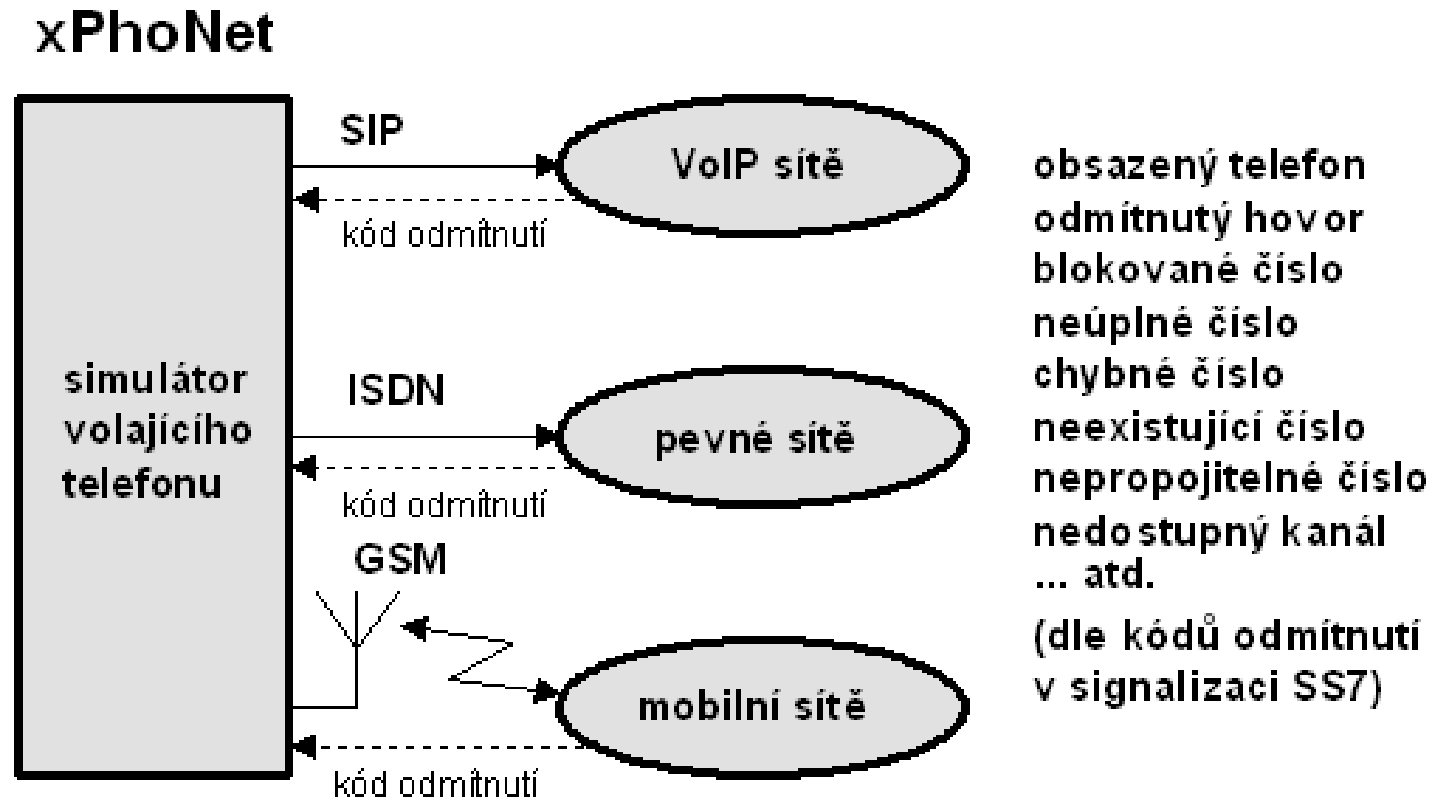 xPhoNet
SIP
VoIP sítě
kód odmítnutí
simulátor
volajícího
telefonu
ISDN
pevné sítě
kód odmítnutí
GSM
mobilní sítě
kód odmítnutí
obsazený telefon
odmítnutý hovor
blokované číslo
neúplné číslo
chybné číslo
neexistující číslo
nepropojitelné číslo
nedostupný kanál
... atd.
(dle kódů odmítnutí
v signalizaci SS7)